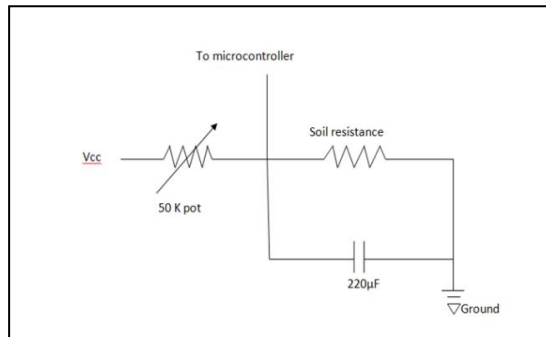 To microcontroller
Soil resistance
Vcc
50 K pot
220µF
Ground